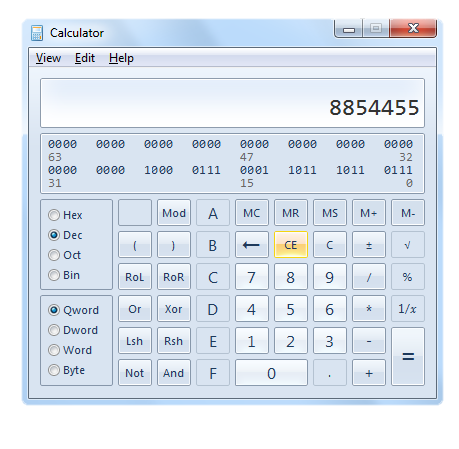 Calculator
View Edit Help
8854455
0000 0000 0000 0000 0000 0000 0000 0000
63 47 32
0000 0000 1000 0111 0001 1011 1011 0111
31 15 0
Hex Mod A MC MR MS M+ M-
Dec ( ) B ← CE C ± √
Oct RoL RoR C 7 8 9 / %
Bin
Qword Or Xor D 4 5 6 * 1/x
Dword
Word Lsh Rsh E 1 2 3 - =
Byte Not And F 0 . +